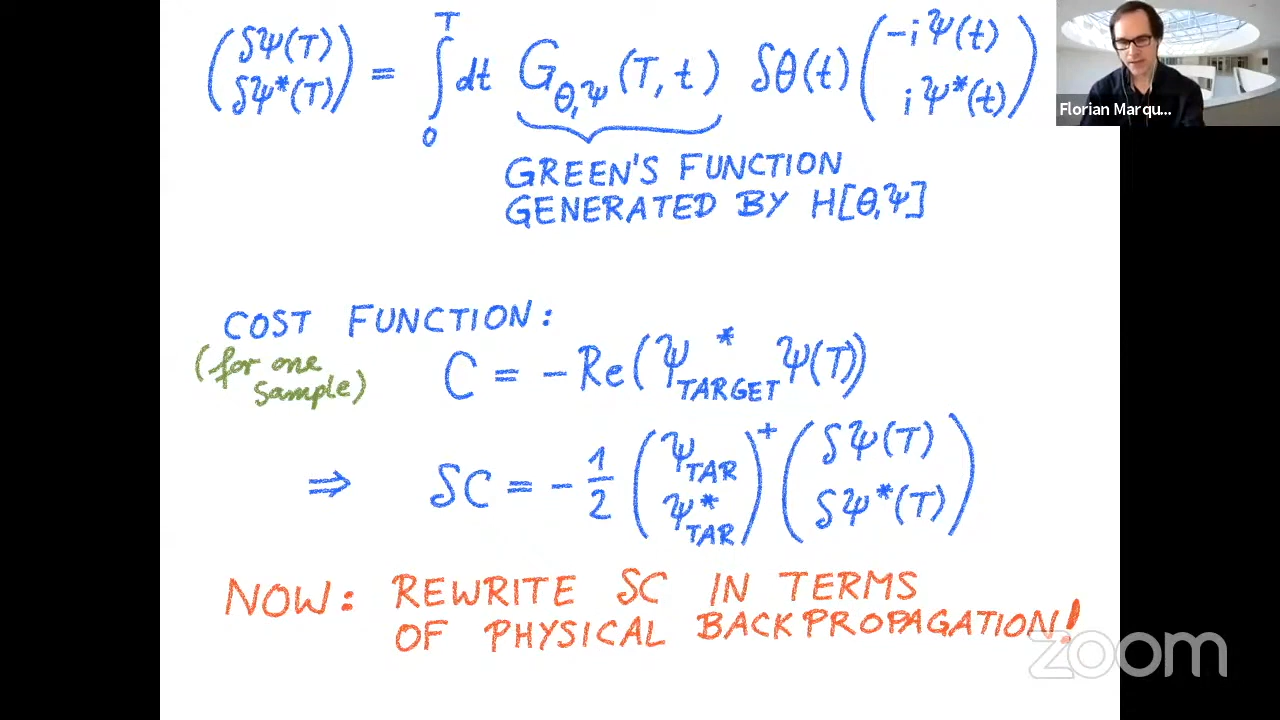 (δΨ(T) δΨ*(T)) = ∫₀ᵀ dt G_θ,Ψ (T, t) δθ(t) (-iΨ(t) iΨ*(t))
Florian Marqu...
GREEN'S FUNCTION
GENERATED BY H[θ,Ψ]
COST FUNCTION:
(for one
sample)
C = -Re(Ψ*_TARGET Ψ(T))
⇒ δC = -1/2 (Ψ_TAR Ψ*_TAR)⁺ (δΨ(T) δΨ*(T))
NOW: REWRITE δC IN TERMS
OF PHYSICAL BACKPROPAGATION!
zoom